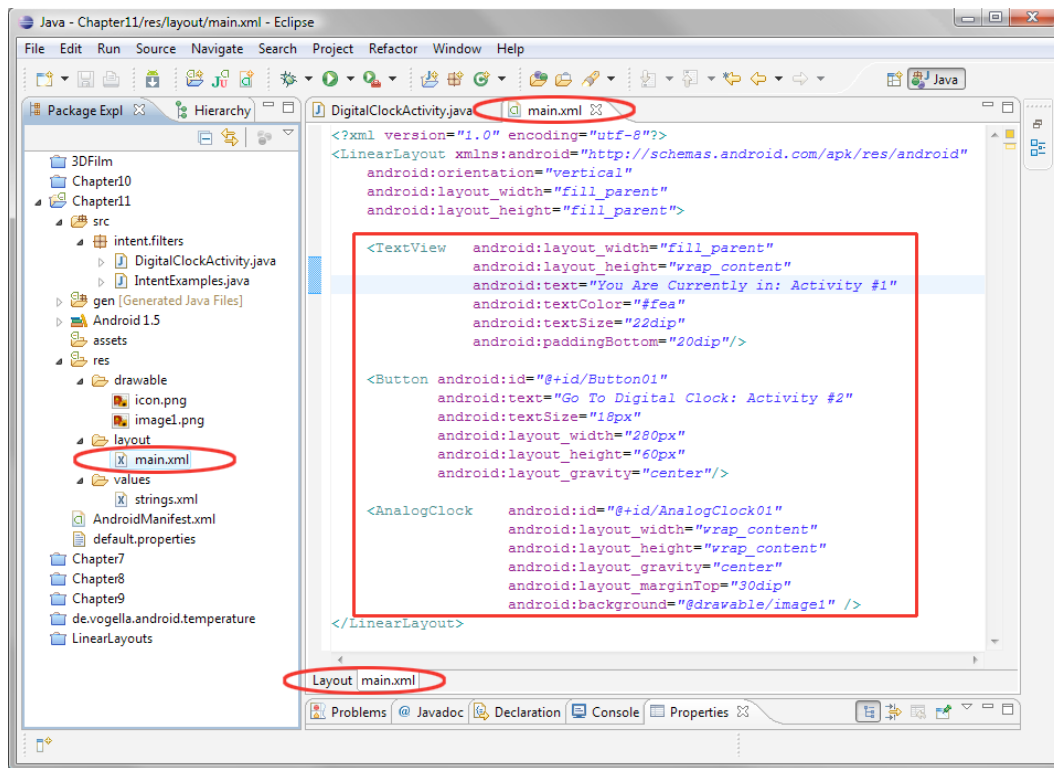 Java - Chapter11/res/layout/main.xml - Eclipse
File Edit Run Source Navigate Search Project Refactor Window Help
Java
Package Expl Hierarchy
3DFilm
Chapter10
Chapter11
src
intent.filters
DigitalClockActivity.java
IntentExamples.java
gen [Generated Java Files]
Android 1.5
assets
res
drawable
icon.png
image1.png
layout
main.xml
values
strings.xml
AndroidManifest.xml
default.properties
Chapter7
Chapter8
Chapter9
de.vogella.android.temperature
LinearLayouts
DigitalClockActivity.java main.xml
<?xml version="1.0" encoding="utf-8"?>
<LinearLayout xmlns:android="http://schemas.android.com/apk/res/android"
android:orientation="vertical"
android:layout_width="fill_parent"
android:layout_height="fill_parent">
<TextView android:layout_width="fill_parent"
android:layout_height="wrap_content"
android:text="You Are Currently in: Activity #1"
android:textColor="#fea"
android:textSize="22dip"
android:paddingBottom="20dip"/>
<Button android:id="@+id/Button01"
android:text="Go To Digital Clock: Activity #2"
android:textSize="18px"
android:layout_width="280px"
android:layout_height="60px"
android:layout_gravity="center"/>
<AnalogClock android:id="@+id/AnalogClock01"
android:layout_width="wrap_content"
android:layout_height="wrap_content"
android:layout_gravity="center"
android:layout_marginTop="30dip"
android:background="@drawable/image1" />
</LinearLayout>
Layout main.xml
Problems @ Javadoc Declaration Console Properties